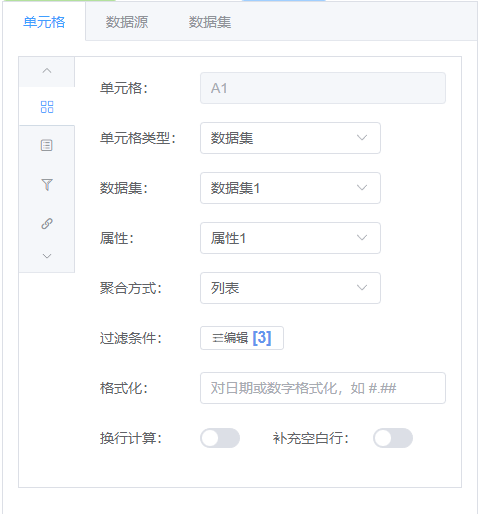 单元格 数据源 数据集
单元格： A1
单元格类型： 数据集
数据集： 数据集1
属性： 属性1
聚合方式： 列表
过滤条件： 编辑 [3]
格式化： 对日期或数字格式化，如 #.##
换行计算： 补充空白行：